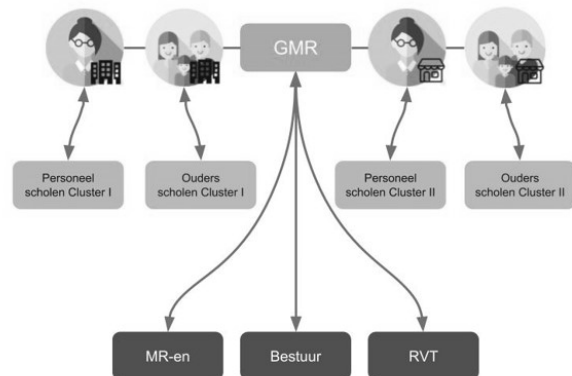 GMR
Personeel
scholen Cluster I
Ouders
scholen Cluster I
Personeel
scholen Cluster II
Ouders
scholen Cluster II
MR-en
Bestuur
RVT